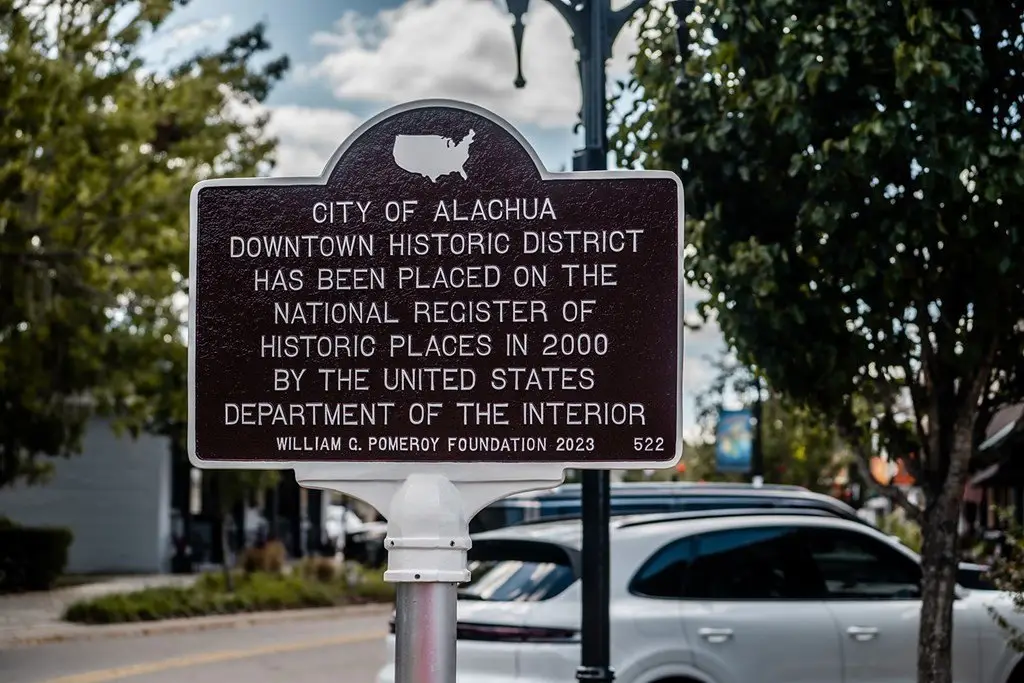 CITY OF ALACHUA
DOWNTOWN HISTORIC DISTRICT
HAS BEEN PLACED ON THE
NATIONAL REGISTER OF
HISTORIC PLACES IN 2000
BY THE UNITED STATES
DEPARTMENT OF THE INTERIOR
WILLIAM G. POMEROY FOUNDATION 2023 522